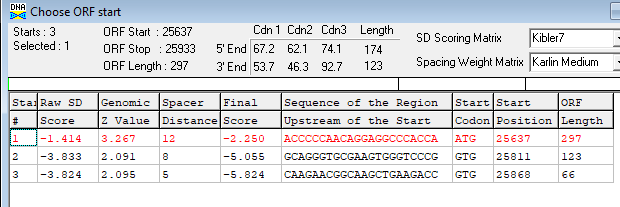 DNA Choose ORF start
Starts : 3 ORF Start : 25637 Cdn 1 Cdn2 Cdn3 Length SD Scoring Matrix Kibler7
Selected : 1 ORF Stop : 25933 5' End 67.2 62.1 74.1 174
ORF Length : 297 3' End 53.7 46.3 92.7 123 Spacing Weight Matrix Karlin Medium
Star Raw SD Genomic Spacer Final Sequence of the Region Start Start ORF
# Score Z Value Distance Score Upstream of the Start Codon Position Length
1 -1.414 3.267 12 -2.250 ACCCCCAACAGGAGGCCCACCA ATG 25637 297
2 -3.833 2.091 8 -5.055 GCAGGGTGCGAAGTGGGTCCCG GTG 25811 123
3 -3.824 2.095 5 -5.824 CAAGAACGGCAAGCTGAAGACC GTG 25868 66